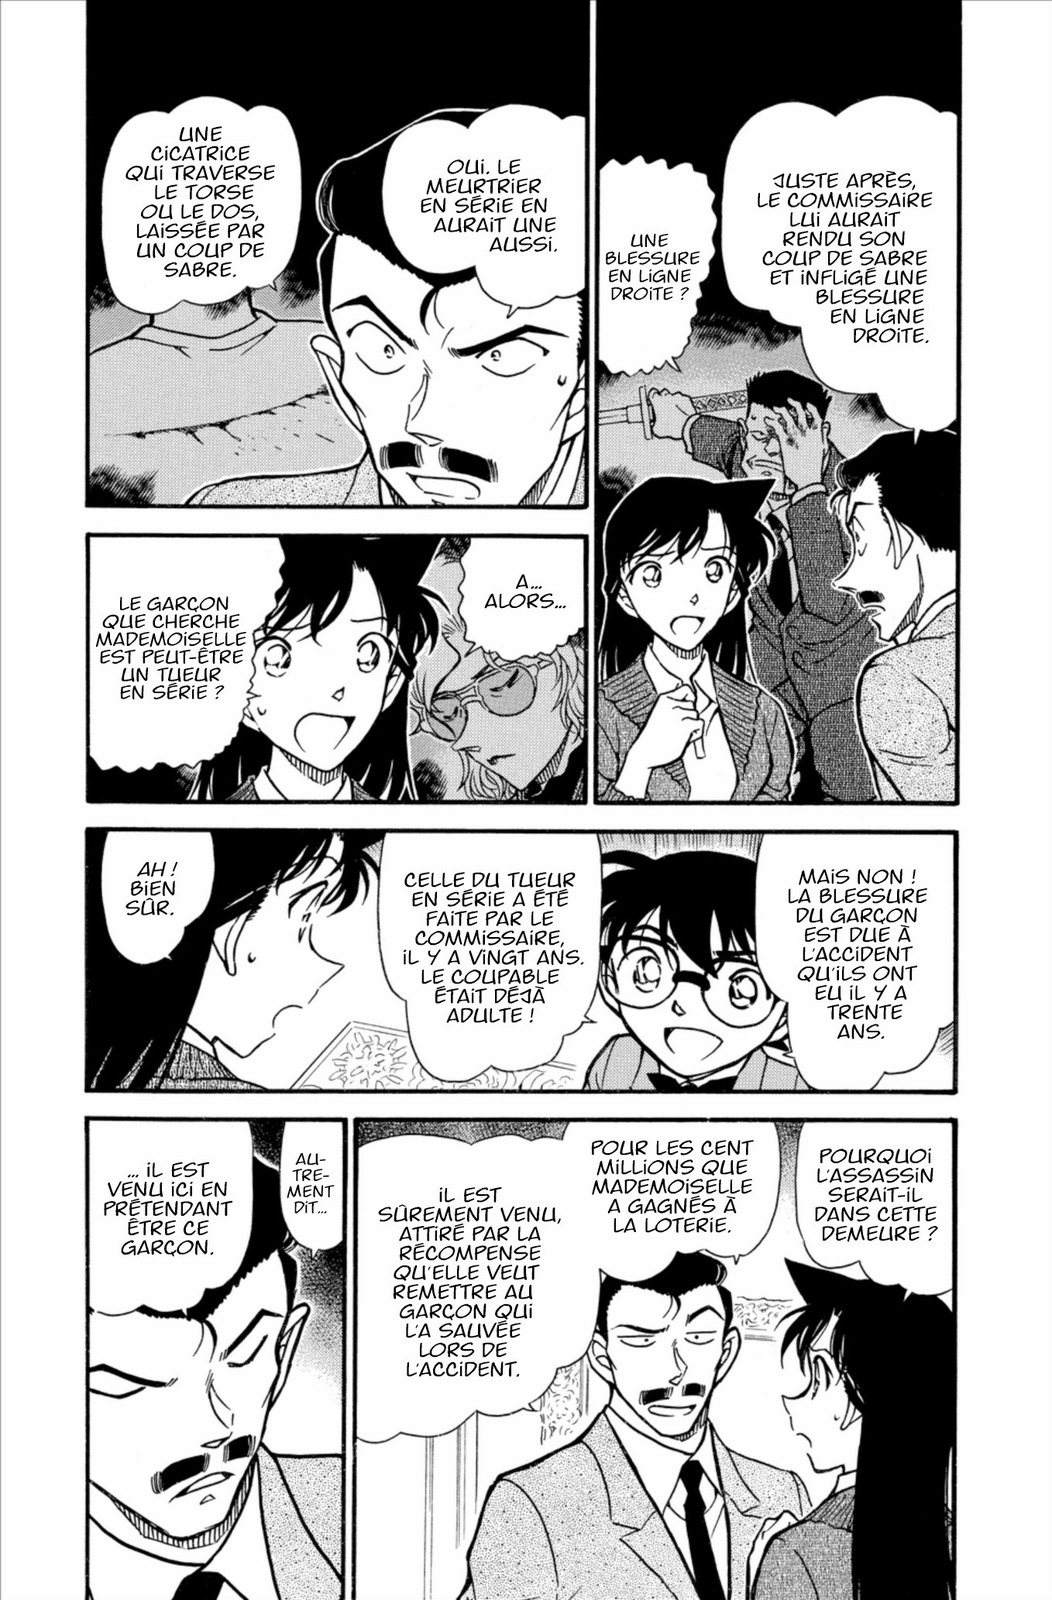 JUSTE APRÈS,
LE COMMISSAIRE
LUI AURAIT
RENDU SON
COUP DE SABRE
ET INFLIGÉ UNE
BLESSURE
EN LIGNE
DROITE.
UNE
BLESSURE
EN LIGNE
DROITE ?
OUI. LE
MEURTRIER
EN SÉRIE EN
AURAIT UNE
AUSSI.
UNE
CICATRICE
QUI TRAVERSE
LE TORSE
OU LE DOS,
LAISSÉE PAR
UN COUP DE
SABRE.
A...
ALORS...
LE GARÇON
QUE CHERCHE
MADEMOISELLE
EST PEUT-ÊTRE
UN TUEUR
EN SÉRIE ?
MAIS NON !
LA BLESSURE
DU GARÇON
EST DUE À
L'ACCIDENT
QU'ILS ONT
EU IL Y A
TRENTE
ANS.
CELLE DU TUEUR
EN SÉRIE A ÉTÉ
FAITE PAR LE
COMMISSAIRE,
IL Y A VINGT ANS.
LE COUPABLE
ÉTAIT DÉJÀ
ADULTE !
AH !
BIEN
SÛR.
POURQUOI
L'ASSASSIN
SERAIT-IL
DANS CETTE
DEMEURE ?
POUR LES CENT
MILLIONS QUE
MADEMOISELLE
A GAGNÉS À
LA LOTERIE.
IL EST
SÛREMENT VENU,
ATTIRÉ PAR LA
RÉCOMPENSE
QU'ELLE VEUT
REMETTRE AU
GARÇON QUI
L'A SAUVÉE
LORS DE
L'ACCIDENT.
AU-
TRE-
MENT
DIT...
... IL EST
VENU ICI EN
PRÉTENDANT
ÊTRE CE
GARÇON.